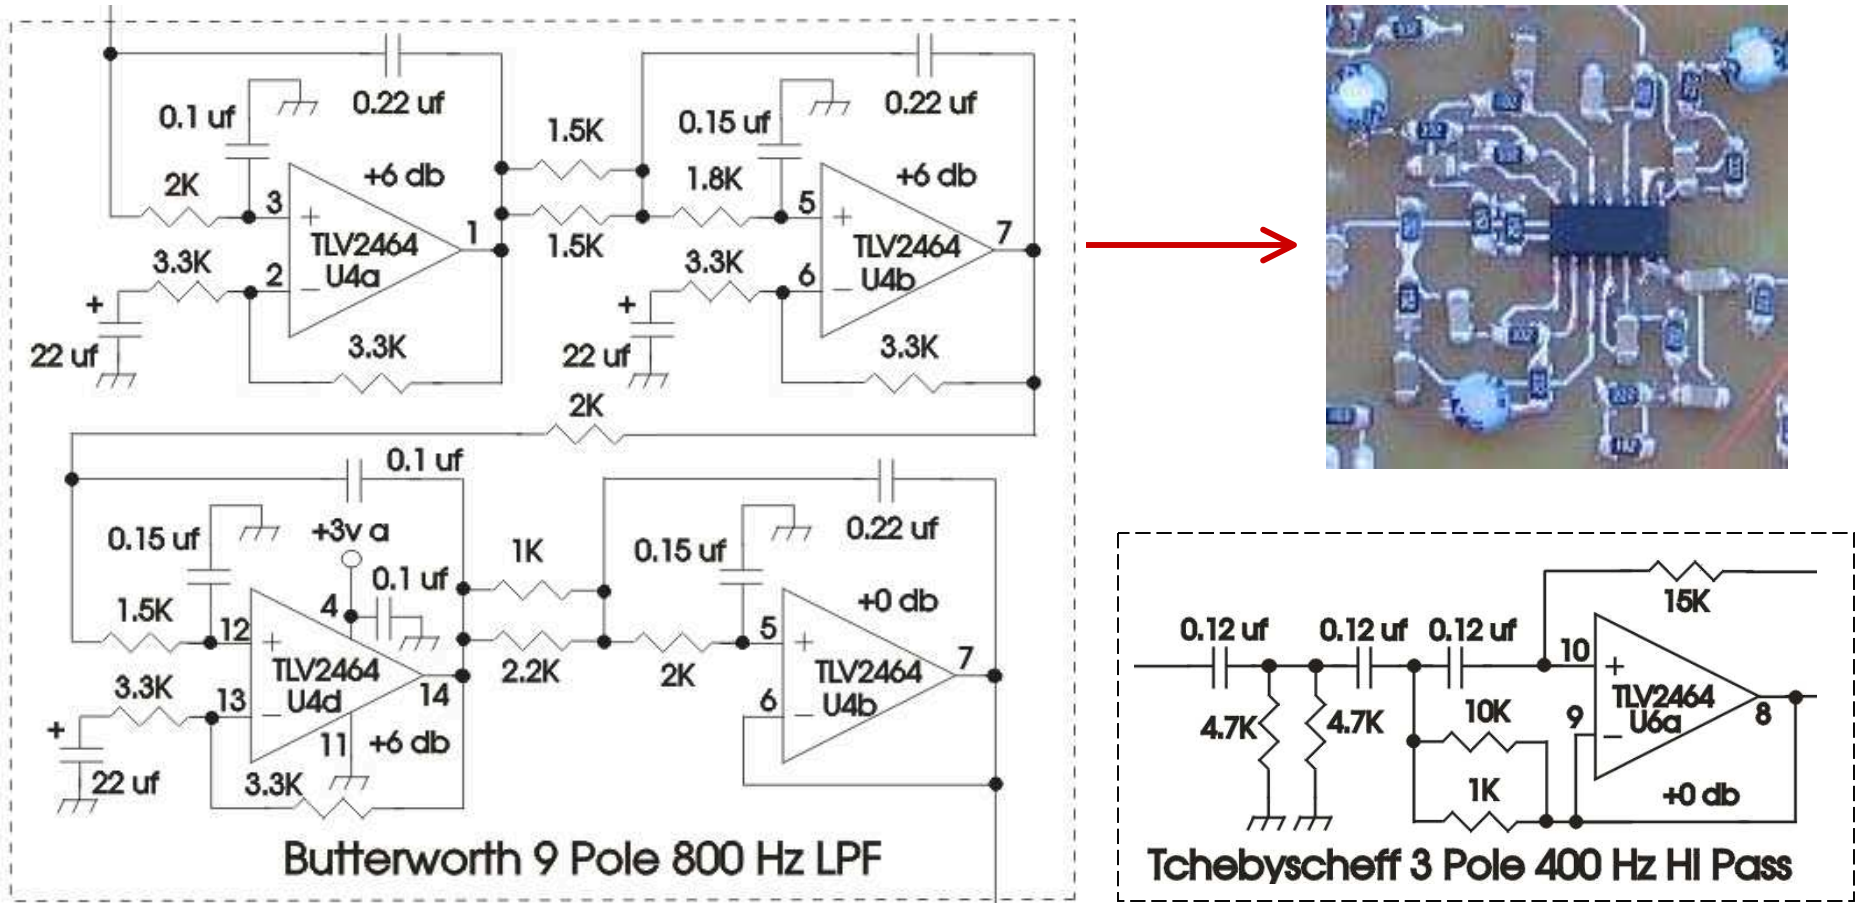 0.22 uf
0.1 uf
+6 db
2K
3
+
TLV2464
U4a
1
3.3K
2
−
+
22 uf
3.3K
1.5K
1.5K
0.22 uf
0.15 uf
+6 db
1.8K
5
+
TLV2464
U4b
7
3.3K
6
−
+
22 uf
3.3K
2K
0.1 uf
0.15 uf
+3v a
4
0.1 uf
1.5K
12
+
TLV2464
U4d
14
3.3K
13
−
+
22 uf
11
+6 db
3.3K
1K
2.2K
0.22 uf
0.15 uf
+0 db
2K
5
+
TLV2464
U4b
7
6
−
Butterworth 9 Pole 800 Hz LPF
15K
0.12 uf
0.12 uf
0.12 uf
10
+
TLV2464
U6a
8
4.7K
4.7K
10K
9
−
1K
+0 db
Tchebyscheff 3 Pole 400 Hz HI Pass